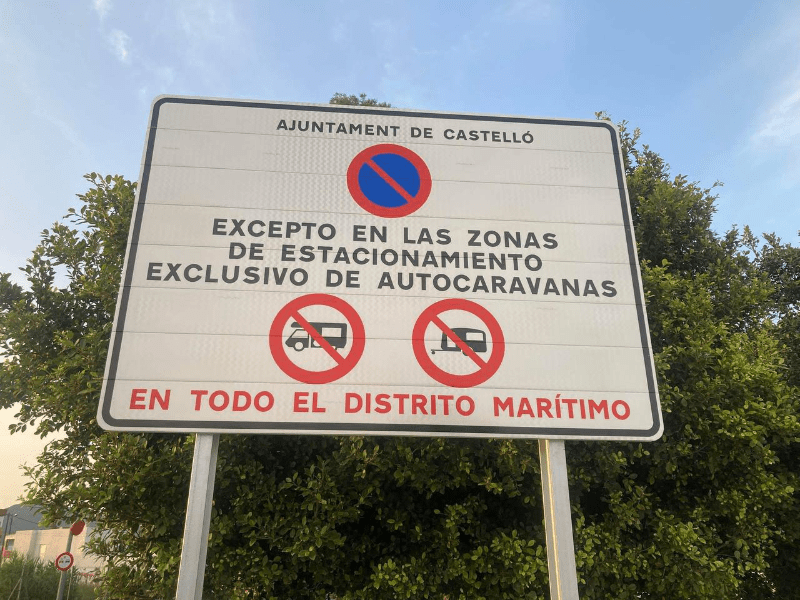 AJUNTAMENT DE CASTELLÓ
EXCEPTO EN LAS ZONAS
DE ESTACIONAMIENTO
EXCLUSIVO DE AUTOCARAVANAS
EN TODO EL DISTRITO MARÍTIMO